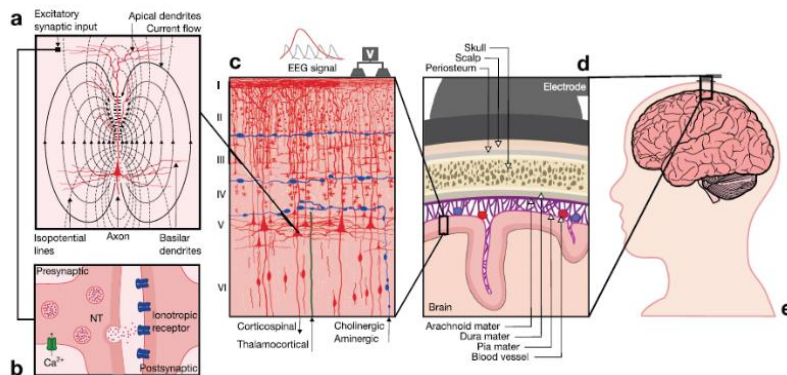 a
Excitatory
synaptic input
Apical dendrites
Current flow
Isopotential
lines
Axon
Basilar
dendrites
b
Presynaptic
NT
Ca2+
Ionotropic
receptor
Postsynaptic
c
EEG signal
V
I
II
III
IV
V
VI
Corticospinal
Thalamocortical
Cholinergic
Aminergic
d
Skull
Scalp
Periosteum
Electrode
Brain
Arachnoid mater
Dura mater
Pia mater
Blood vessel
e